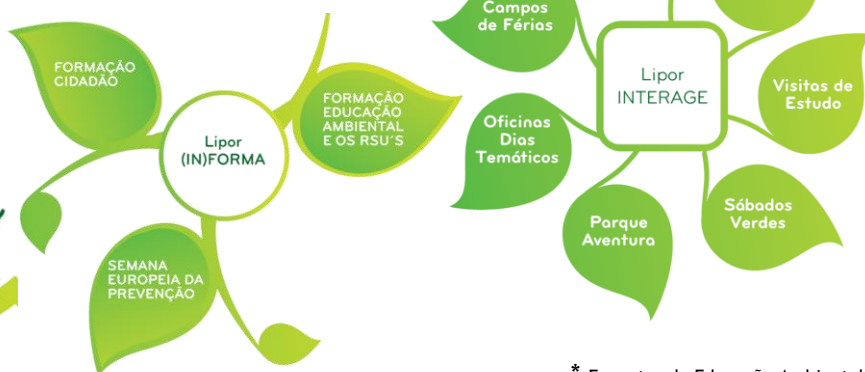 FORMAÇÃO
CIDADÃO
Lipor
(IN)FORMA
FORMAÇÃO
EDUCAÇÃO
AMBIENTAL
E OS RSU´S
SEMANA
EUROPEIA DA
PREVENÇÃO
Campos
de Férias
Lipor
INTERAGE
Visitas de
Estudo
Oficinas
Dias
Temáticos
Sábados
Verdes
Parque
Aventura